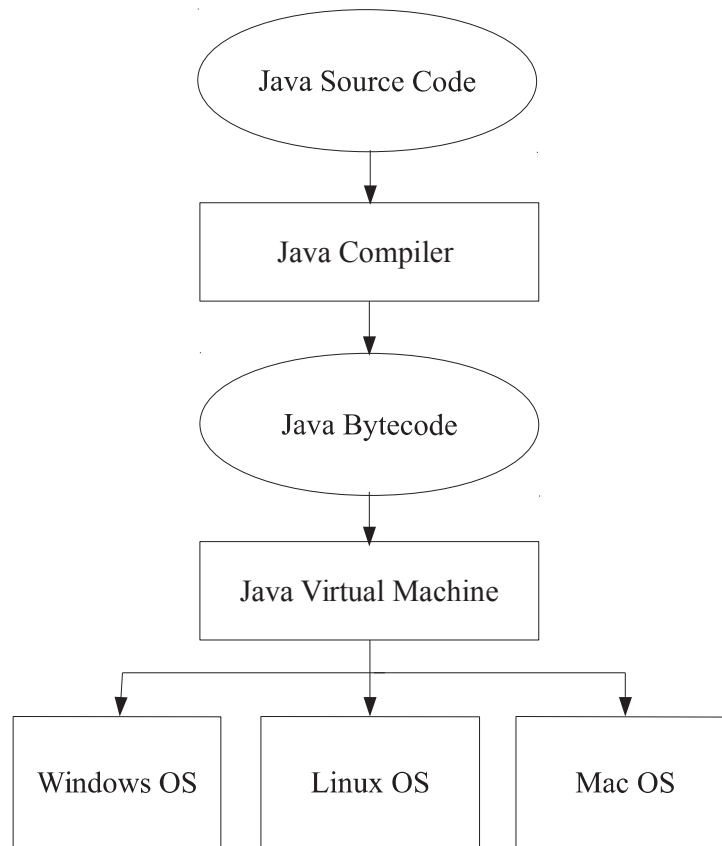 Java Source Code
Java Compiler
Java Bytecode
Java Virtual Machine
Windows OS
Linux OS
Mac OS